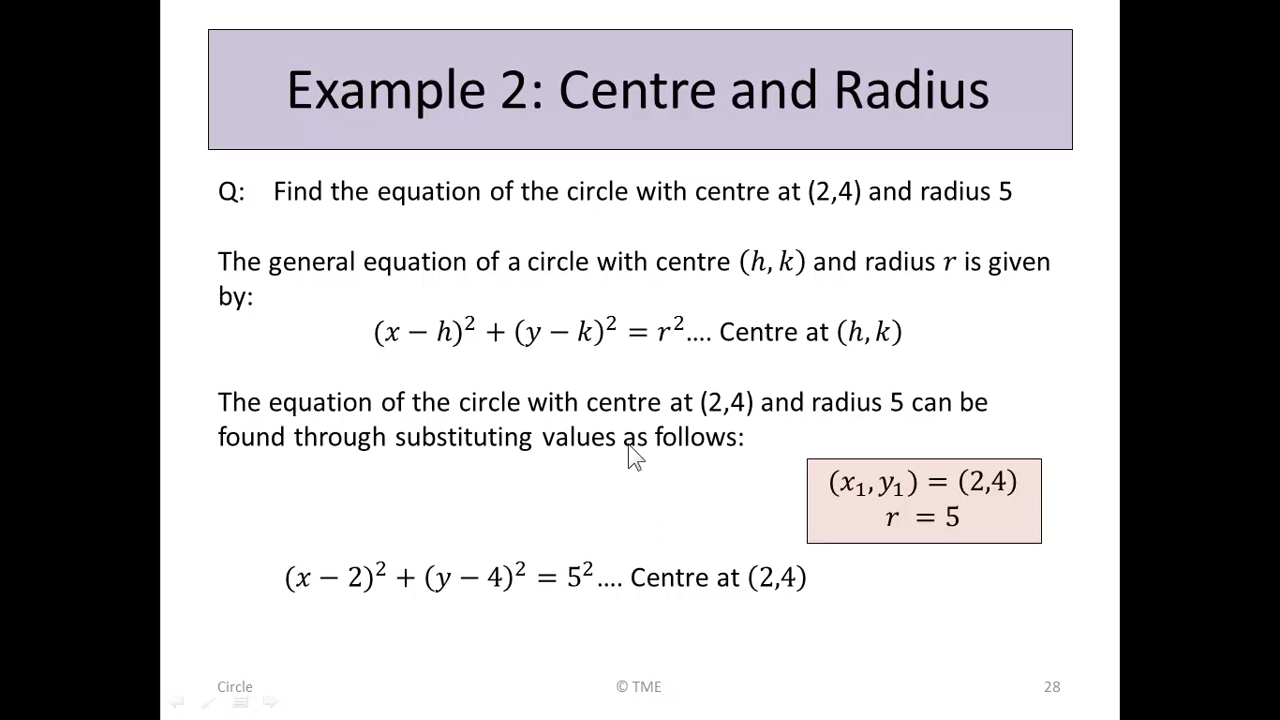 Example 2: Centre and Radius
Q: Find the equation of the circle with centre at (2,4) and radius 5
The general equation of a circle with centre (h, k) and radius r is given
by:
(x − h)² + (y − k)² = r².... Centre at (h, k)
The equation of the circle with centre at (2,4) and radius 5 can be
found through substituting values as follows:
(x₁, y₁) = (2,4)
r = 5
(x − 2)² + (y − 4)² = 5².... Centre at (2,4)
Circle © TME 28